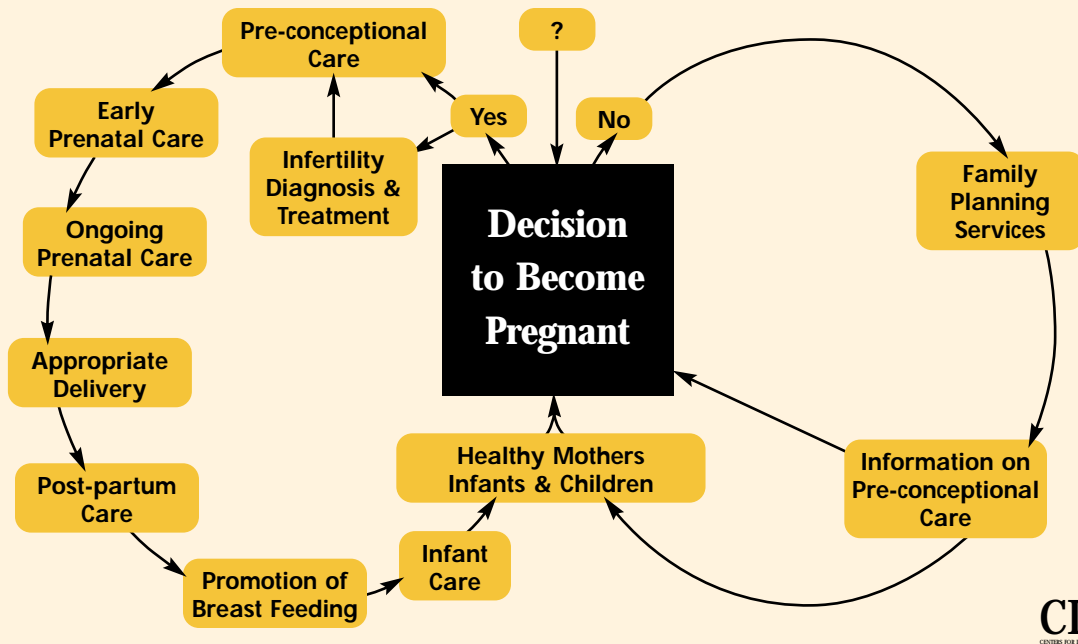 Pre-conceptional
Care
?
Early
Prenatal Care
Yes
No
Infertility
Diagnosis &
Treatment
Family
Planning
Services
Ongoing
Prenatal Care
Decision
to Become
Pregnant
Appropriate
Delivery
Healthy Mothers
Infants & Children
Information on
Pre-conceptional
Care
Post-partum
Care
Infant
Care
Promotion of
Breast Feeding
CENTERS FOR